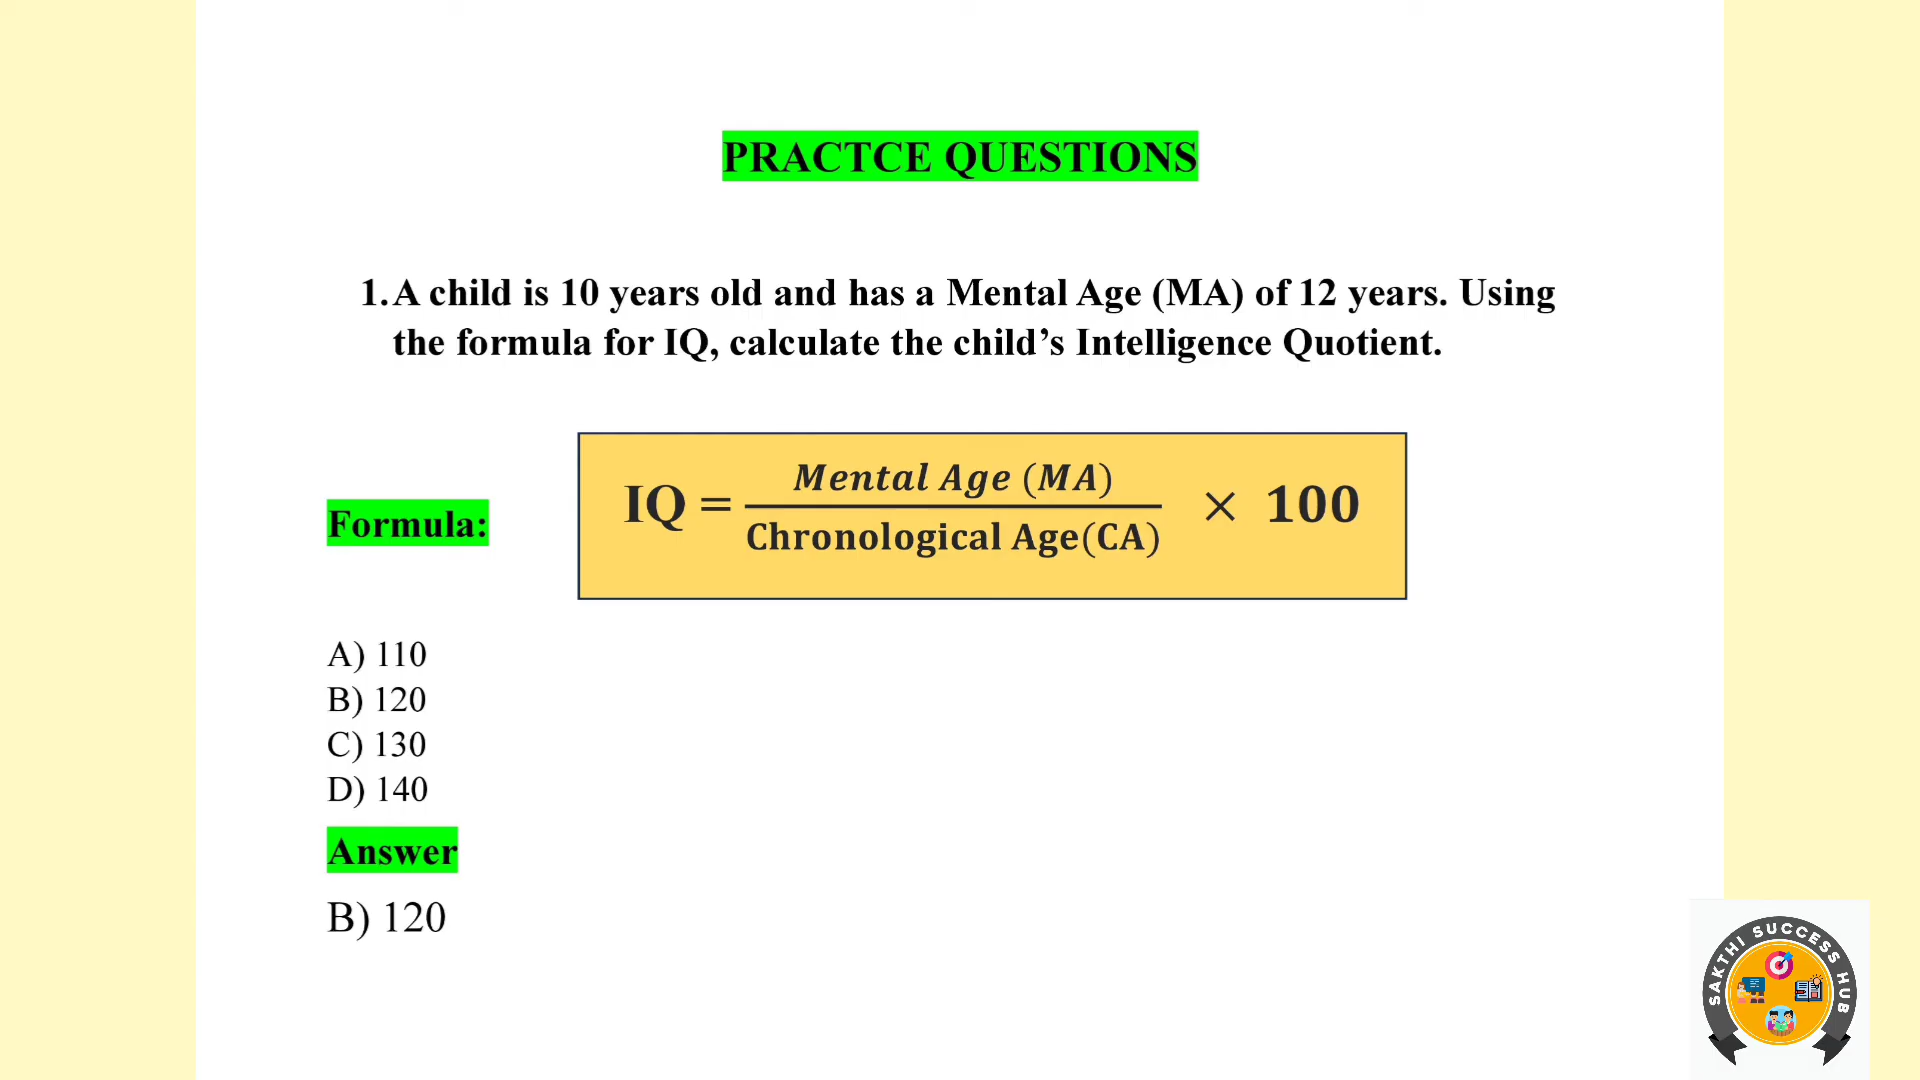 PRACTCE QUESTIONS
1. A child is 10 years old and has a Mental Age (MA) of 12 years. Using
the formula for IQ, calculate the child’s Intelligence Quotient.
Formula:
IQ = Mental Age (MA) / Chronological Age(CA) × 100
A) 110
B) 120
C) 130
D) 140
Answer
B) 120
SAKTHI SUCCESS HUB